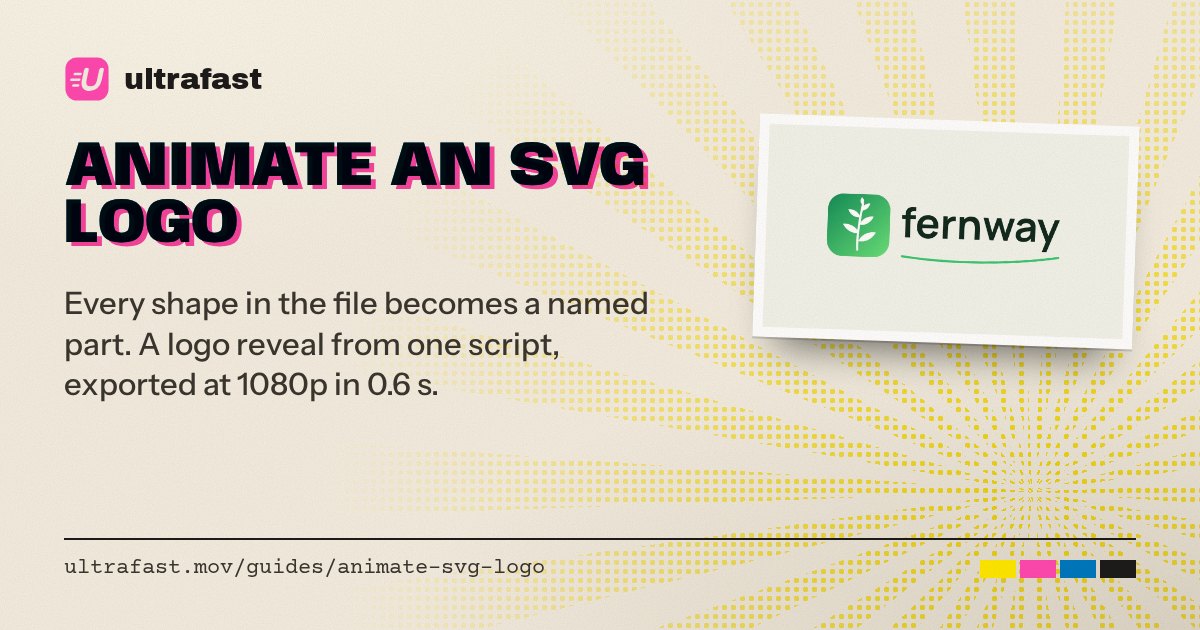 ultrafast
ANIMATE AN SVG
LOGO
Every shape in the file becomes a named
part. A logo reveal from one script,
exported at 1080p in 0.6 s.
fernway
ultrafast.mov/guides/animate-svg-logo